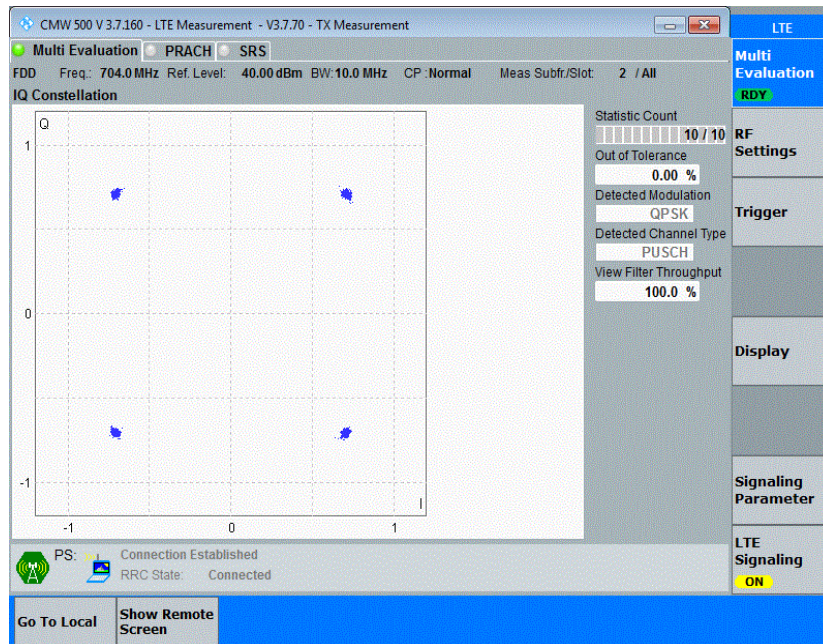 CMW 500 V 3.7.160 - LTE Measurement - V3.7.70 - TX Measurement
LTE
Multi Evaluation PRACH SRS
Multi
Evaluation
RDY
FDD Freq.: 704.0 MHz Ref. Level: 40.00 dBm BW: 10.0 MHz CP : Normal Meas Subfr./Slot: 2 / All
IQ Constellation
Q
1
0
-1
I
-1 0 1
Statistic Count
10 / 10
Out of Tolerance
0.00 %
Detected Modulation
QPSK
Detected Channel Type
PUSCH
View Filter Throughput
100.0 %
RF
Settings
Trigger
Display
Signaling
Parameter
LTE
Signaling
ON
PS: Connection Established
RRC State: Connected
Go To Local
Show Remote
Screen